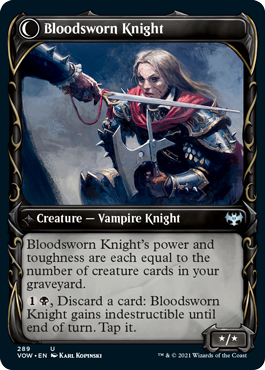 Bloodsworn Knight
Creature — Vampire Knight
Bloodsworn Knight's power and
toughness are each equal to the
number of creature cards in your
graveyard.
1, Discard a card: Bloodsworn
Knight gains indestructible until
end of turn. Tap it.
*/*
289 U
VOW • EN KARL KOPINSKI
™ & © 2021 Wizards of the Coast